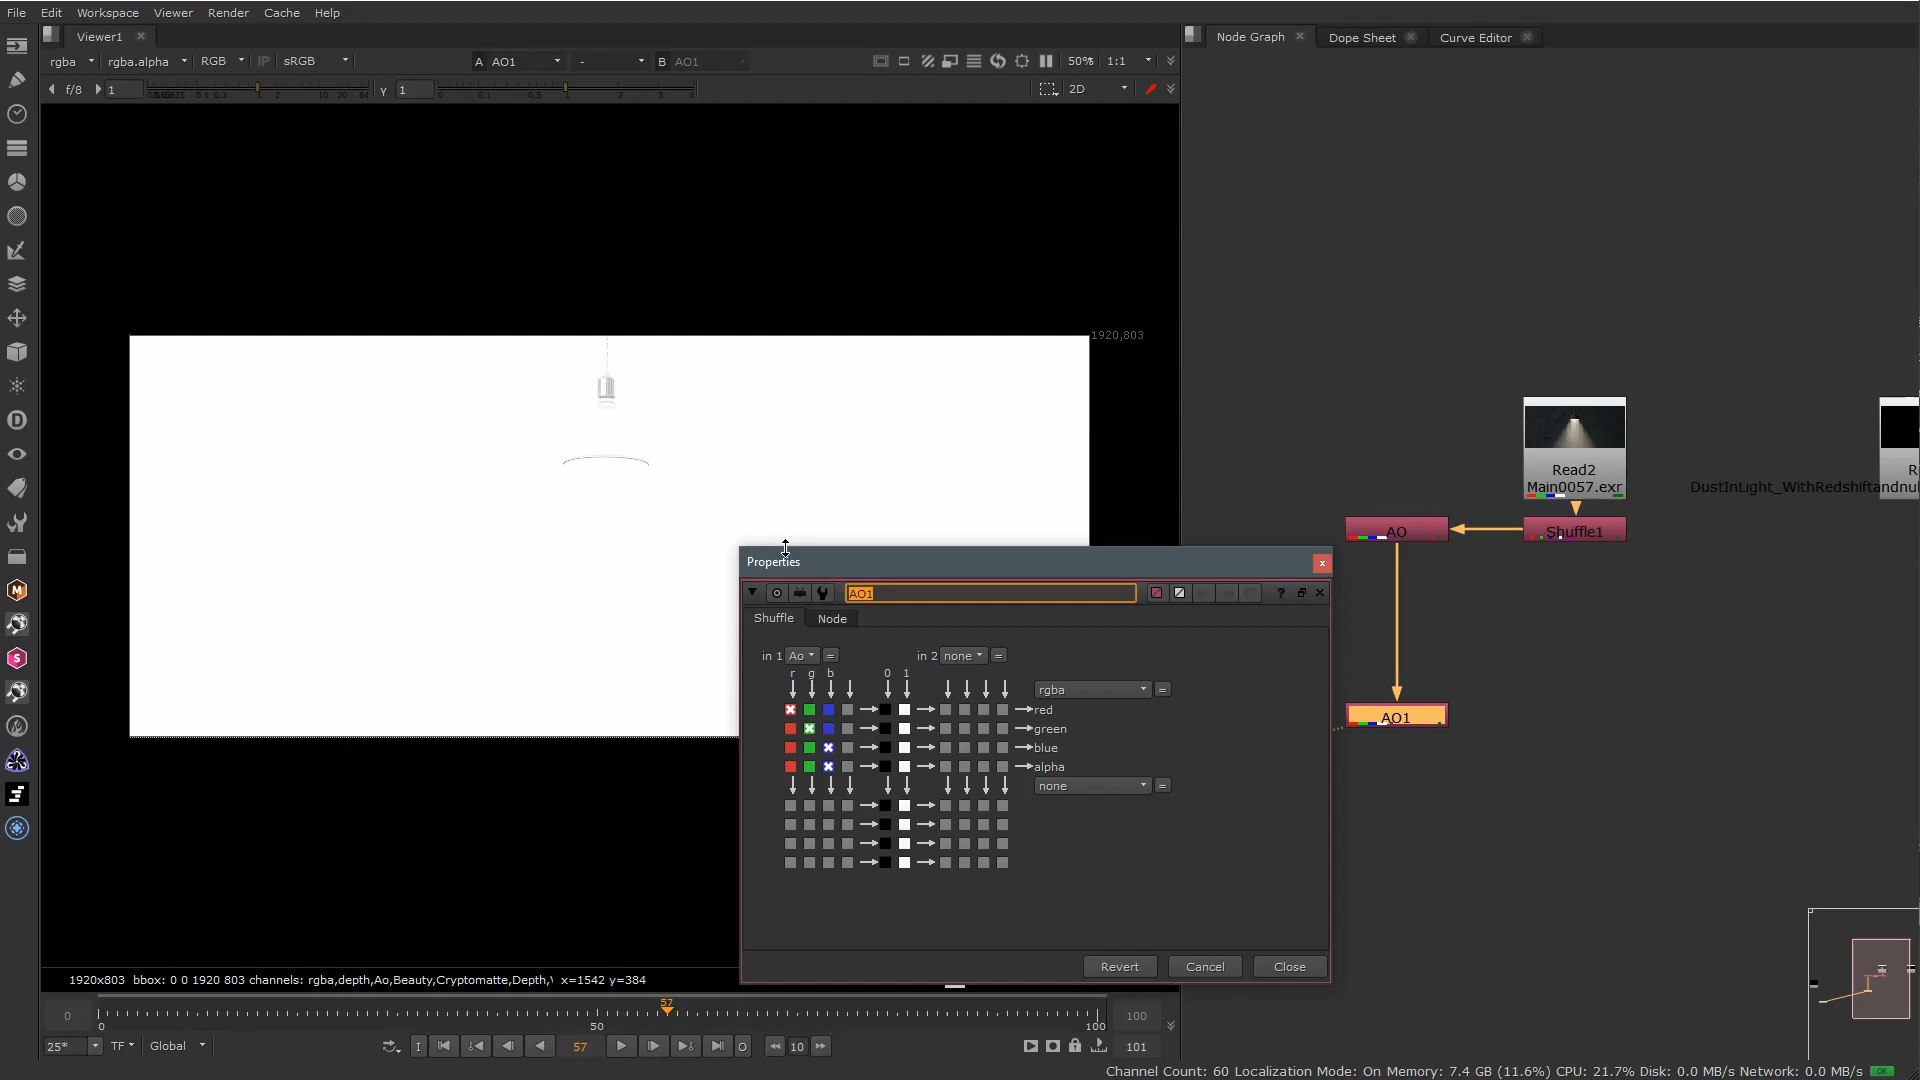 File Edit Workspace Viewer Render Cache Help
Viewer1
Node Graph Dope Sheet Curve Editor
rgba rgba.alpha RGB IP sRGB A AO1 - B AO1 50% 1:1
f/8 1 y 1 2D
1920,803
Read2
Main0057.exr
DustInLight_WithRedshiftandnul
AO Shuffle1
AO1
Properties
AO1
Shuffle Node
in 1 Ao = in 2 none =
r g b 0 1
rgba =
red
green
blue
alpha
none =
Revert Cancel Close
1920x803 bbox: 0 0 1920 803 channels: rgba,depth,Ao,Beauty,Cryptomatte,Depth, x=1542 y=384
57
0 0 50 100 100
25* TF Global I 57 O 10 101
Channel Count: 60 Localization Mode: On Memory: 7.4 GB (11.6%) CPU: 21.7% Disk: 0.0 MB/s Network: 0.0 MB/s OK